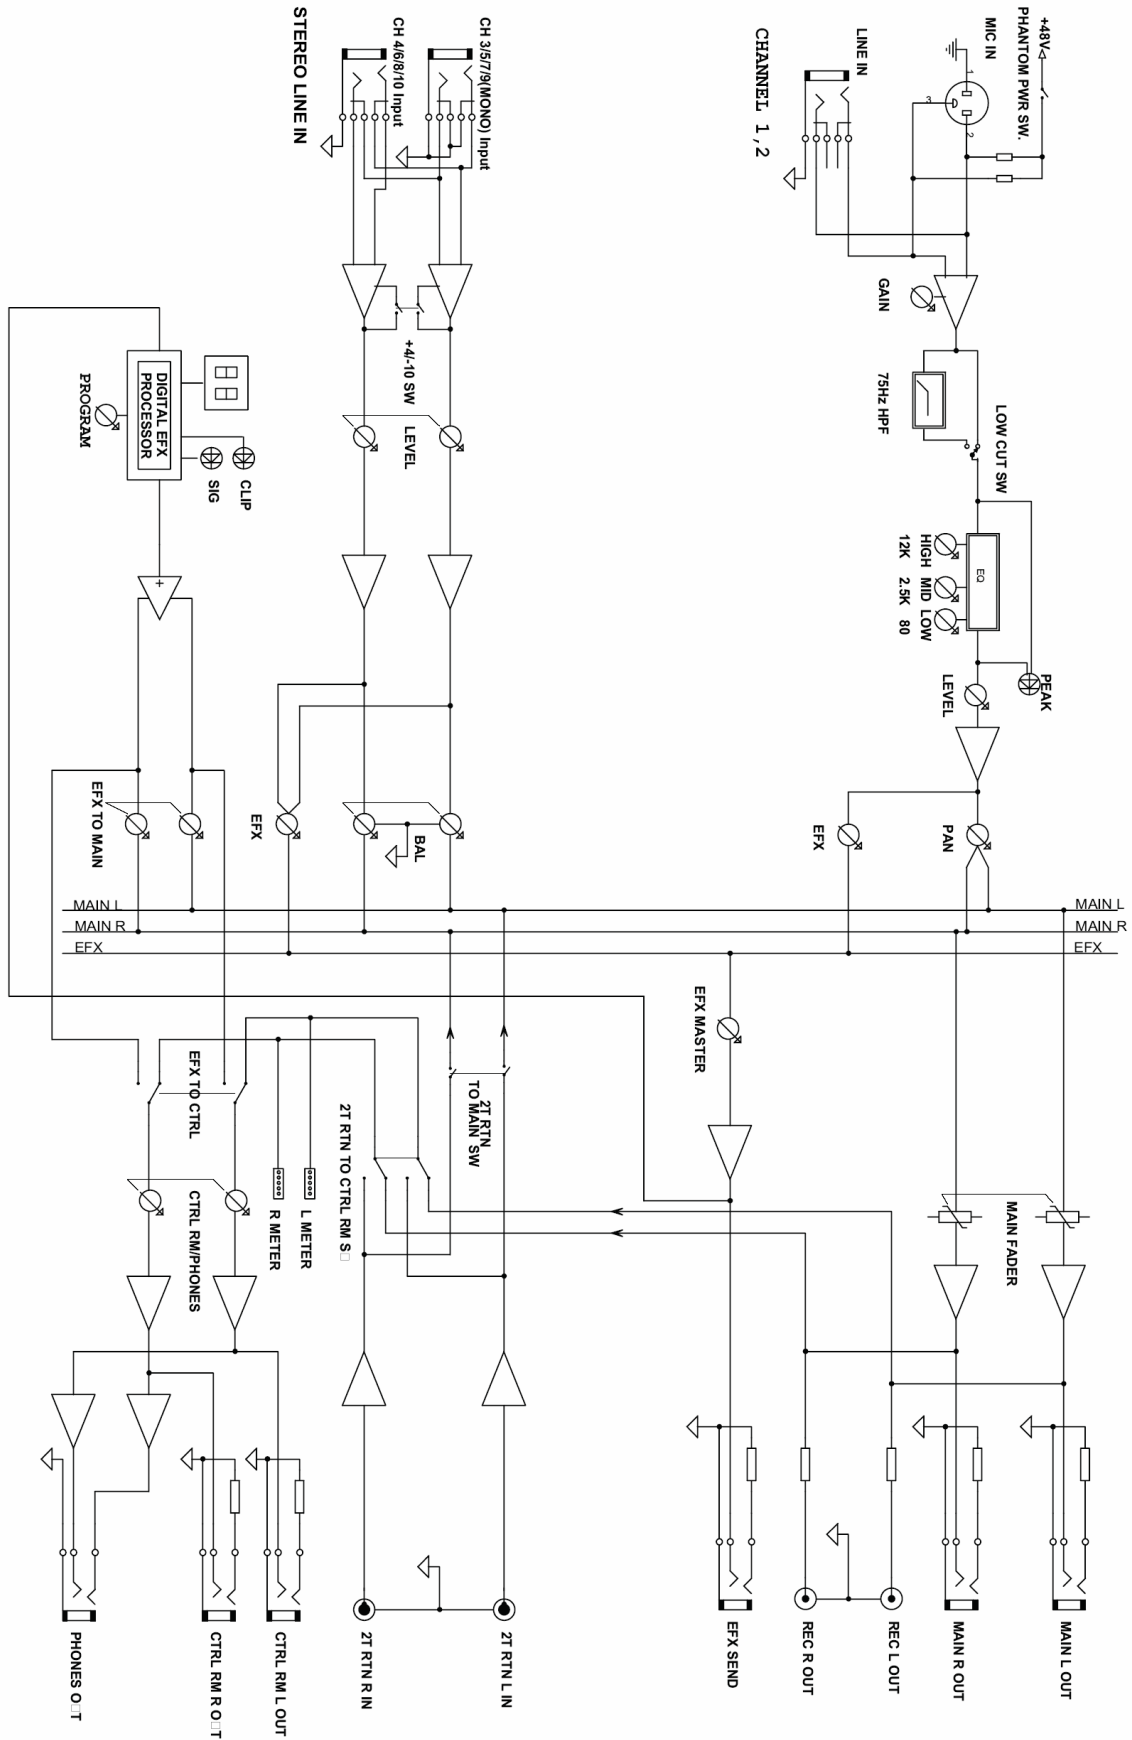 +48V
PHANTOM PWR SW.
MIC IN
1
2
3
LINE IN
CHANNEL 1,2
GAIN
75Hz HPF
LOW CUT SW
EQ
HIGH MID LOW
12K 2.5K 80
PEAK
LEVEL
PAN
EFX
CH 3/5/7/9(MONO) Input
CH 4/6/8/10 Input
STEREO LINE IN
+4/-10 SW
LEVEL
BAL
EFX
CLIP
SIG
DIGITAL EFX
PROCESSOR
PROGRAM
+
EFX TO MAIN
MAIN L
MAIN R
EFX
MAIN L
MAIN R
EFX
EFX MASTER
2T RTN
TO MAIN SW
2T RTN TO CTRL RM S□
EFX TO CTRL
L METER
R METER
CTRL RM/PHONES
MAIN FADER
MAIN L OUT
MAIN R OUT
REC L OUT
REC R OUT
EFX SEND
2T RTN L IN
2T RTN R IN
CTRL RM L OUT
CTRL RM R O□T
PHONES O□T